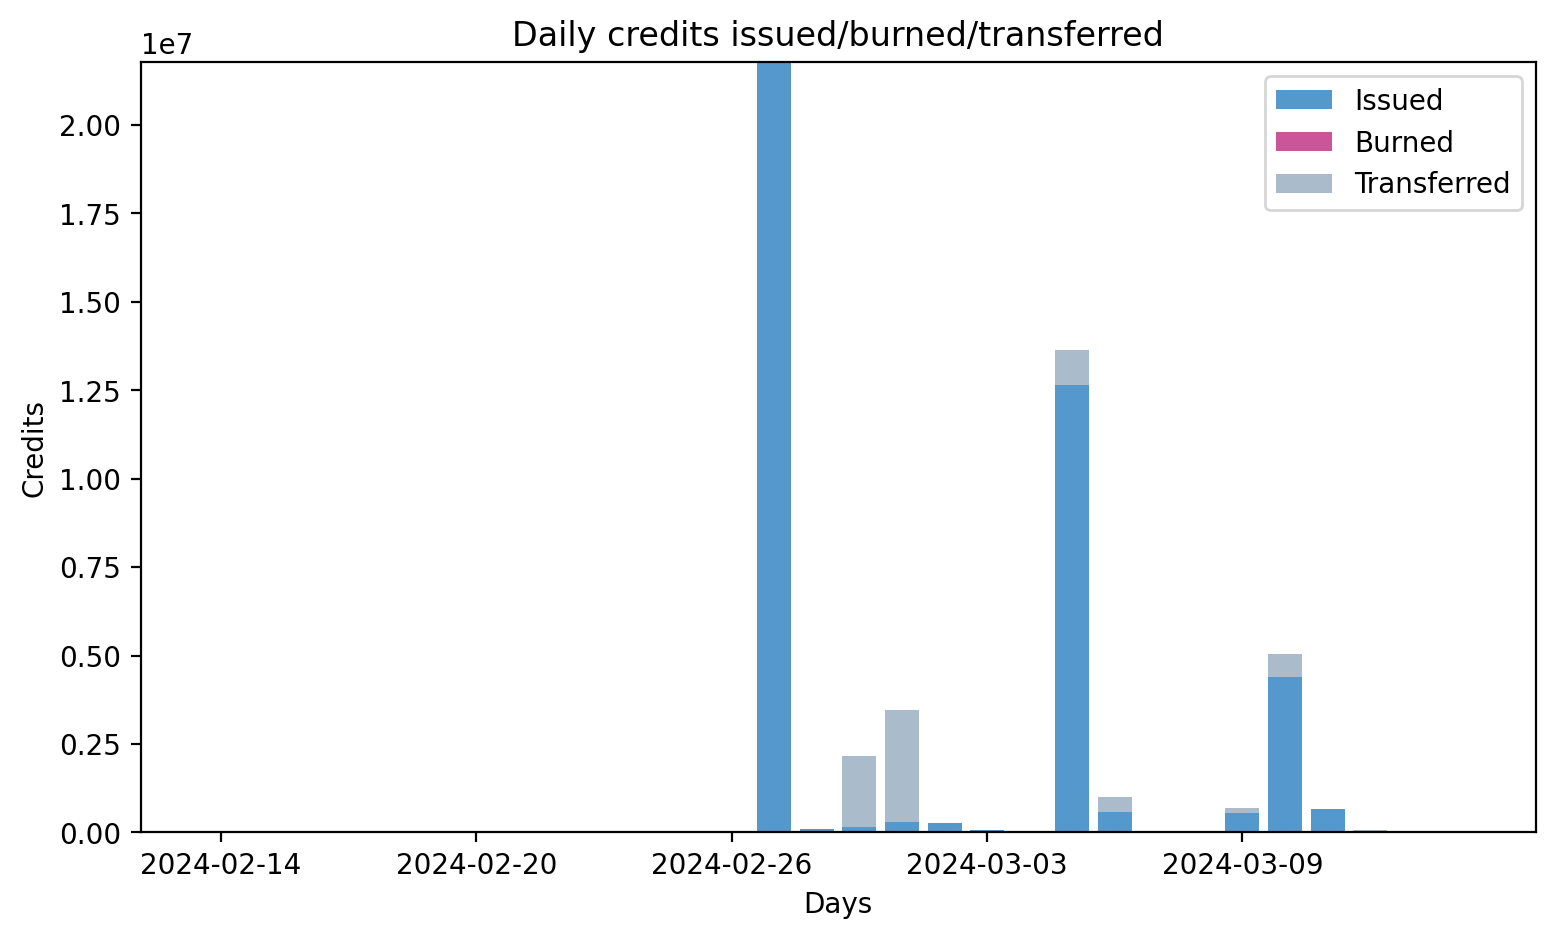 Daily credits issued/burned/transferred
1e7
Issued
Burned
Transferred
2.00
1.75
1.50
1.25
1.00
0.75
0.50
0.25
0.00
Credits
2024-02-14
2024-02-20
2024-02-26
2024-03-03
2024-03-09
Days